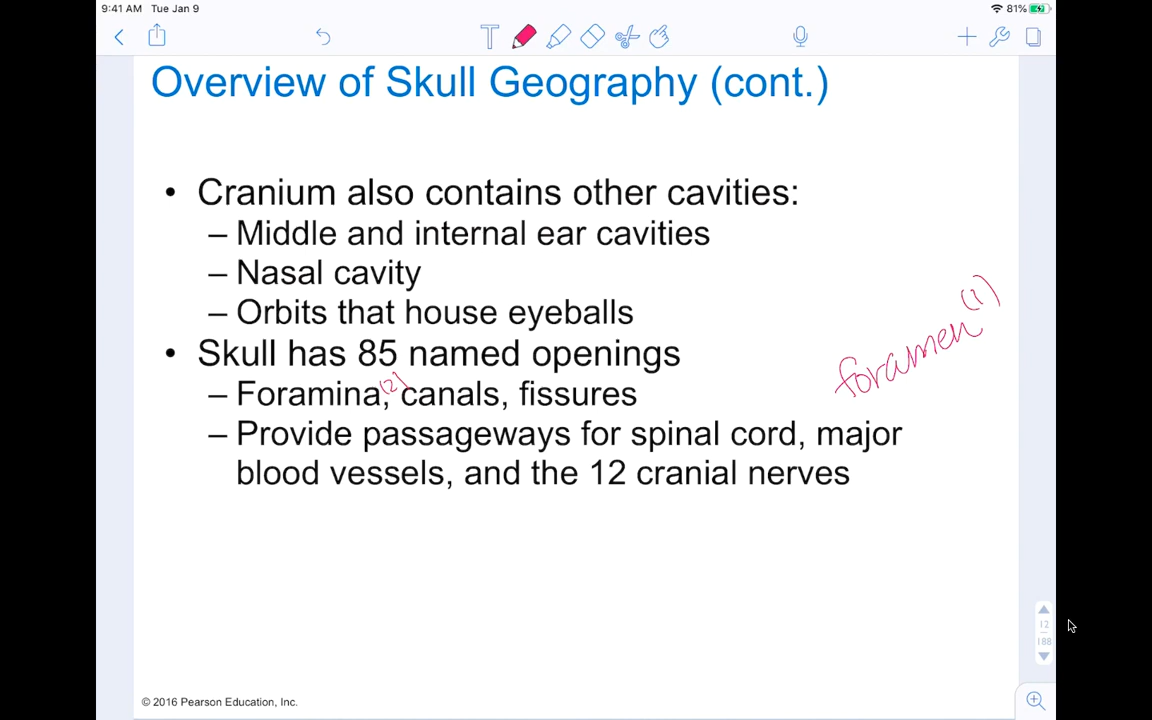 9:41 AM Tue Jan 9 81%
Overview of Skull Geography (cont.)
• Cranium also contains other cavities:
– Middle and internal ear cavities
– Nasal cavity
– Orbits that house eyeballs
foramen (1)
• Skull has 85 named openings
(2)
– Foramina, canals, fissures
– Provide passageways for spinal cord, major
blood vessels, and the 12 cranial nerves
12
188
© 2016 Pearson Education, Inc.